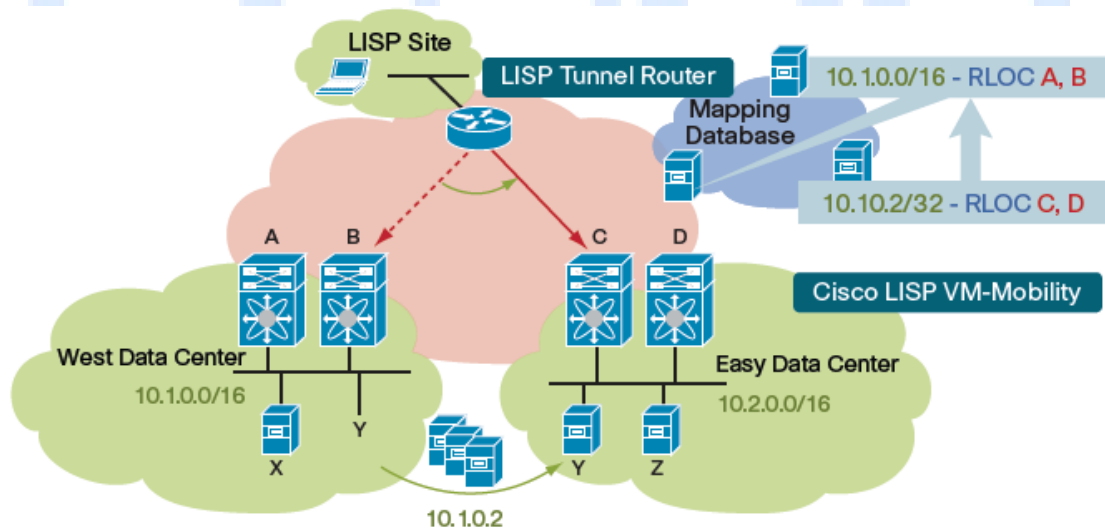 LISP Site
LISP Tunnel Router
10.1.0.0/16 - RLOC A, B
Mapping
Database
10.10.2/32 - RLOC C, D
A
B
C
D
Cisco LISP VM-Mobility
West Data Center
10.1.0.0/16
Easy Data Center
10.2.0.0/16
Y
X
Y
Z
10.1.0.2